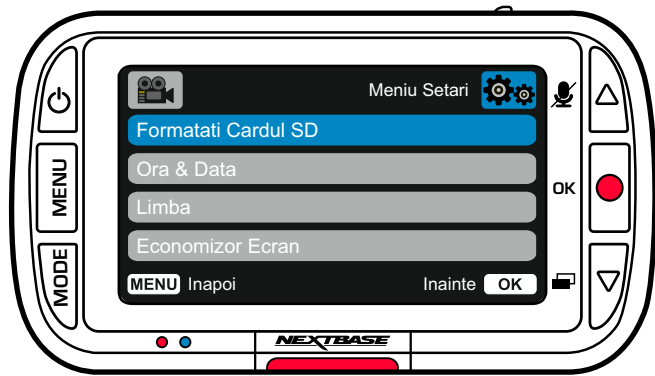 Meniu Setari
Formatati Cardul SD
Ora & Data
MENU
Limba
OK
Economizor Ecran
MODE
MENU Inapoi
Inainte OK
NEXTBASE